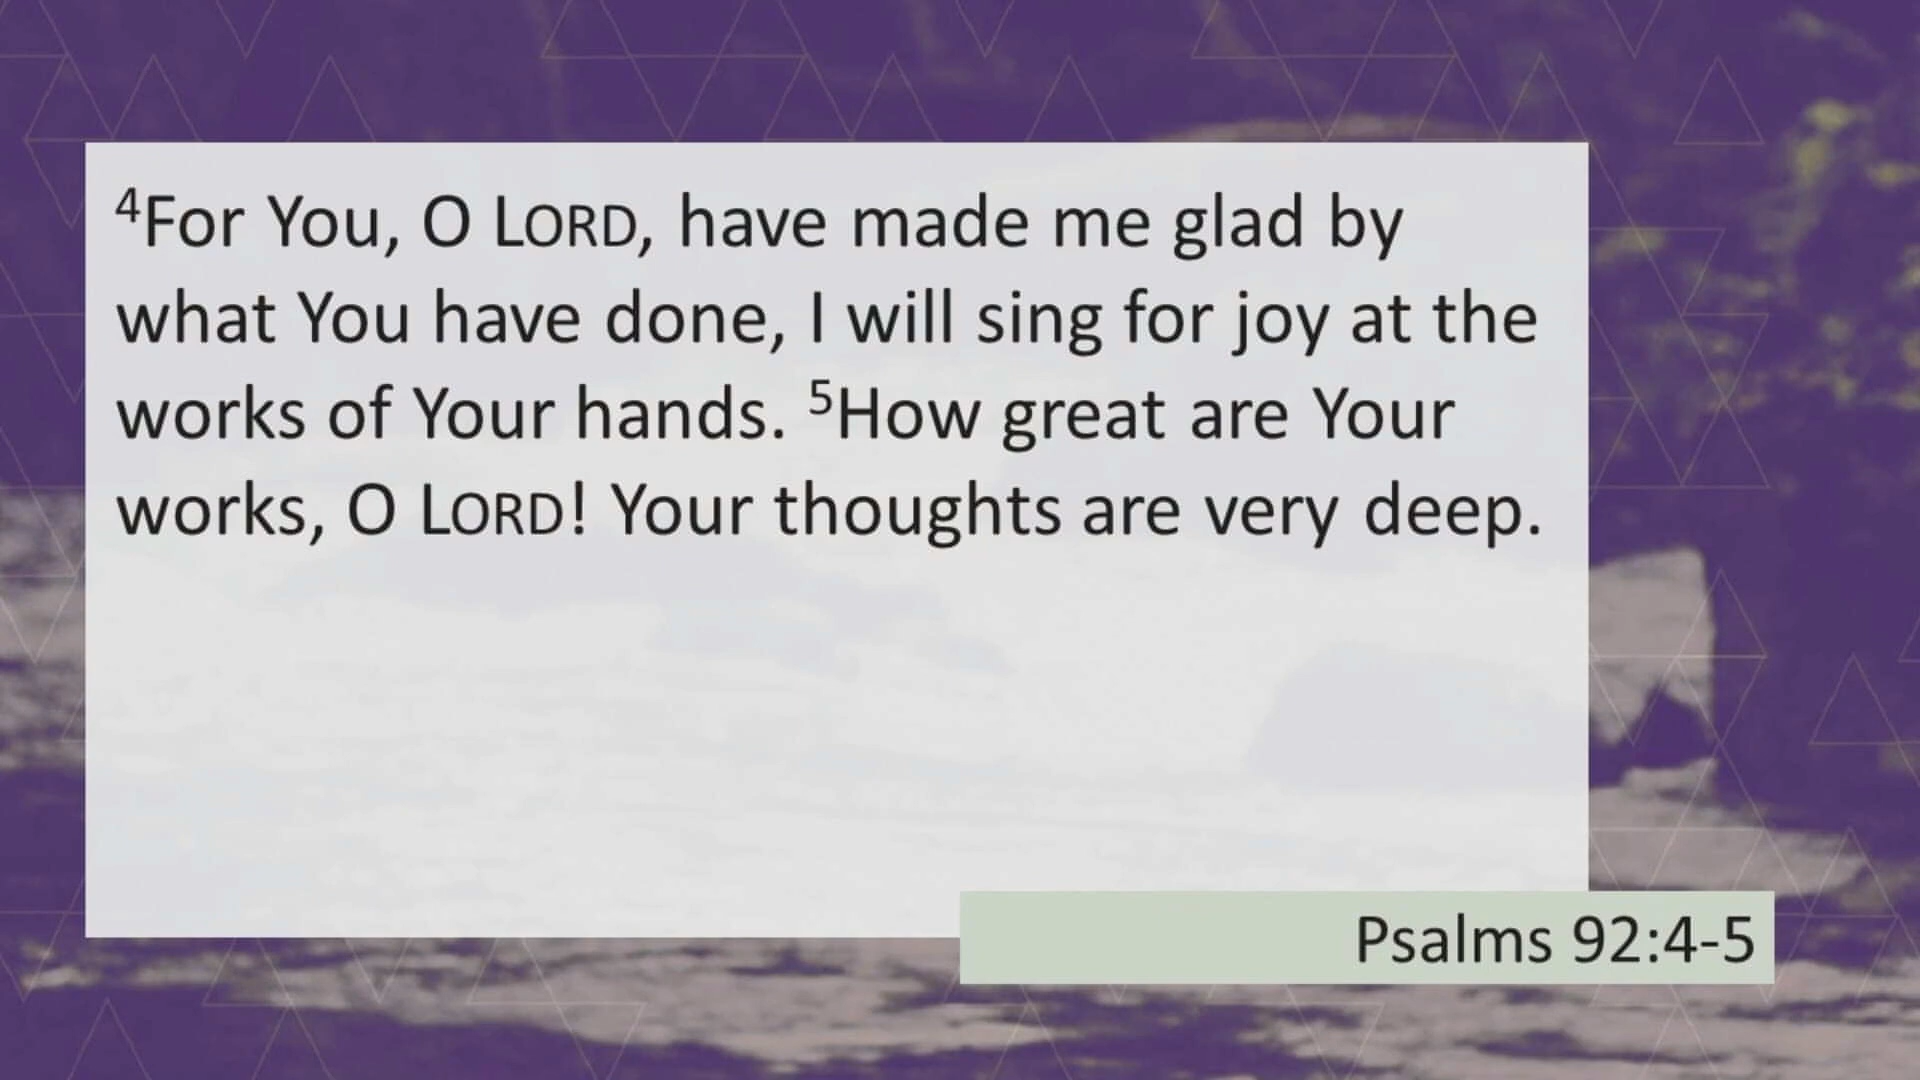 ⁴For You, O LORD, have made me glad by
what You have done, I will sing for joy at the
works of Your hands. ⁵How great are Your
works, O LORD! Your thoughts are very deep.
Psalms 92:4-5